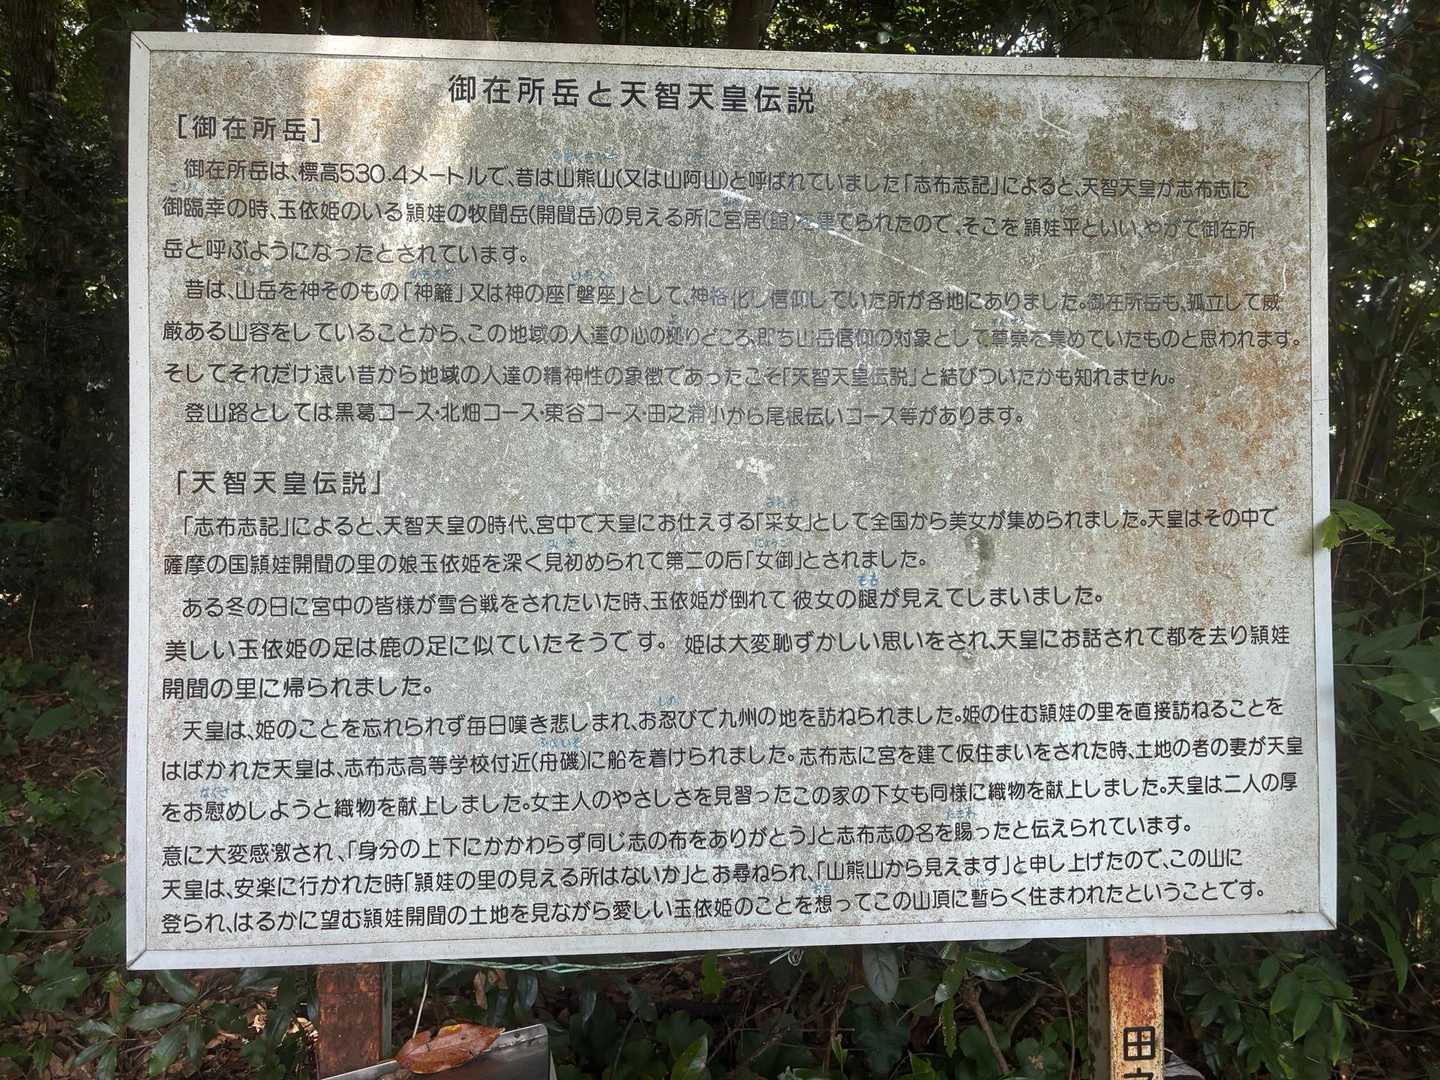 御在所岳と天智天皇伝説
[御在所岳]
御在所岳は、標高530.4メートルで、昔は山熊山(又は山阿山)と呼ばれていました「志布志記」によると、天智天皇が志布志に
御臨幸の時、玉依姫のいる頴娃の牧聞岳(開聞岳)の見える所に宮居(館)を建てられたので、そこを頴娃平といい、やがて御在所
岳と呼ぶようになったとされています。
昔は、山岳を神そのもの「神籬」又は神の座「磐座」として、神格化し信仰していた所が各地にありました。御在所岳も、孤立して威
厳ある山容をしていることから、この地域の人達の心の拠りどころ、即ち山岳信仰の対象として尊崇を集めていたものと思われます。
そしてそれだけ遠い昔から地域の人達の精神性の象徴であったこそ「天智天皇伝説」と結びついたかも知れません。
登山路としては黒葛コース・北畑コース・東谷コース・田之浦小から尾根伝いコース等があります。
「天智天皇伝説」
「志布志記」によると、天智天皇の時代、宮中で天皇にお仕えする「采女」として全国から美女が集められました。天皇はその中で
薩摩の国頴娃開聞の里の娘玉依姫を深く見初められて第二の后「女御」とされました。
ある冬の日に宮中の皆様が雪合戦をされたいた時、玉依姫が倒れて彼女の腿が見えてしまいました。
美しい玉依姫の足は鹿の足に似ていたそうです。 姫は大変恥ずかしい思いをされ、天皇にお話されて都を去り頴娃
開聞の里に帰られました。
天皇は、姫のことを忘れられず毎日嘆き悲しまれ、お忍びで九州の地を訪ねられました。姫の住む頴娃の里を直接訪ねることを
はばかれた天皇は、志布志高等学校付近(舟磯)に船を着けられました。志布志に宮を建て仮住まいをされた時、土地の者の妻が天皇
をお慰めしようと織物を献上しました。女主人のやさしさを見習ったこの家の下女も同様に織物を献上しました。天皇は二人の厚
意に大変感激され、「身分の上下にかかわらず同じ志の布をありがとう」と志布志の名を賜ったと伝えられています。
天皇は、安楽に行かれた時「頴娃の里の見える所はないか」とお尋ねられ、「山熊山から見えます」と申し上げたので、この山に
登られ、はるかに望む頴娃開聞の土地を見ながら愛しい玉依姫のことを想ってこの山頂に暫らく住まわれたということです。
田